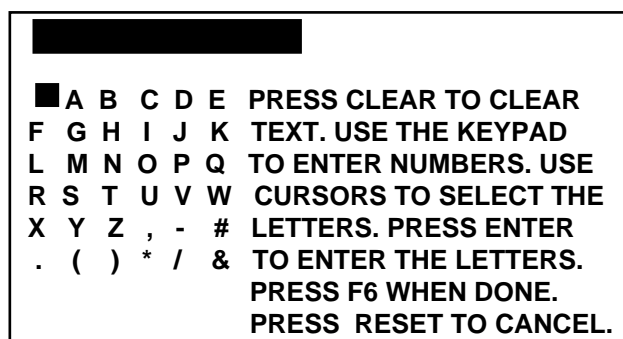 A B C D E PRESS CLEAR TO CLEAR
F G H I J K TEXT. USE THE KEYPAD
L M N O P Q TO ENTER NUMBERS. USE
R S T U V W CURSORS TO SELECT THE
X Y Z , - # LETTERS. PRESS ENTER
. ( ) * / & TO ENTER THE LETTERS.
PRESS F6 WHEN DONE.
PRESS RESET TO CANCEL.